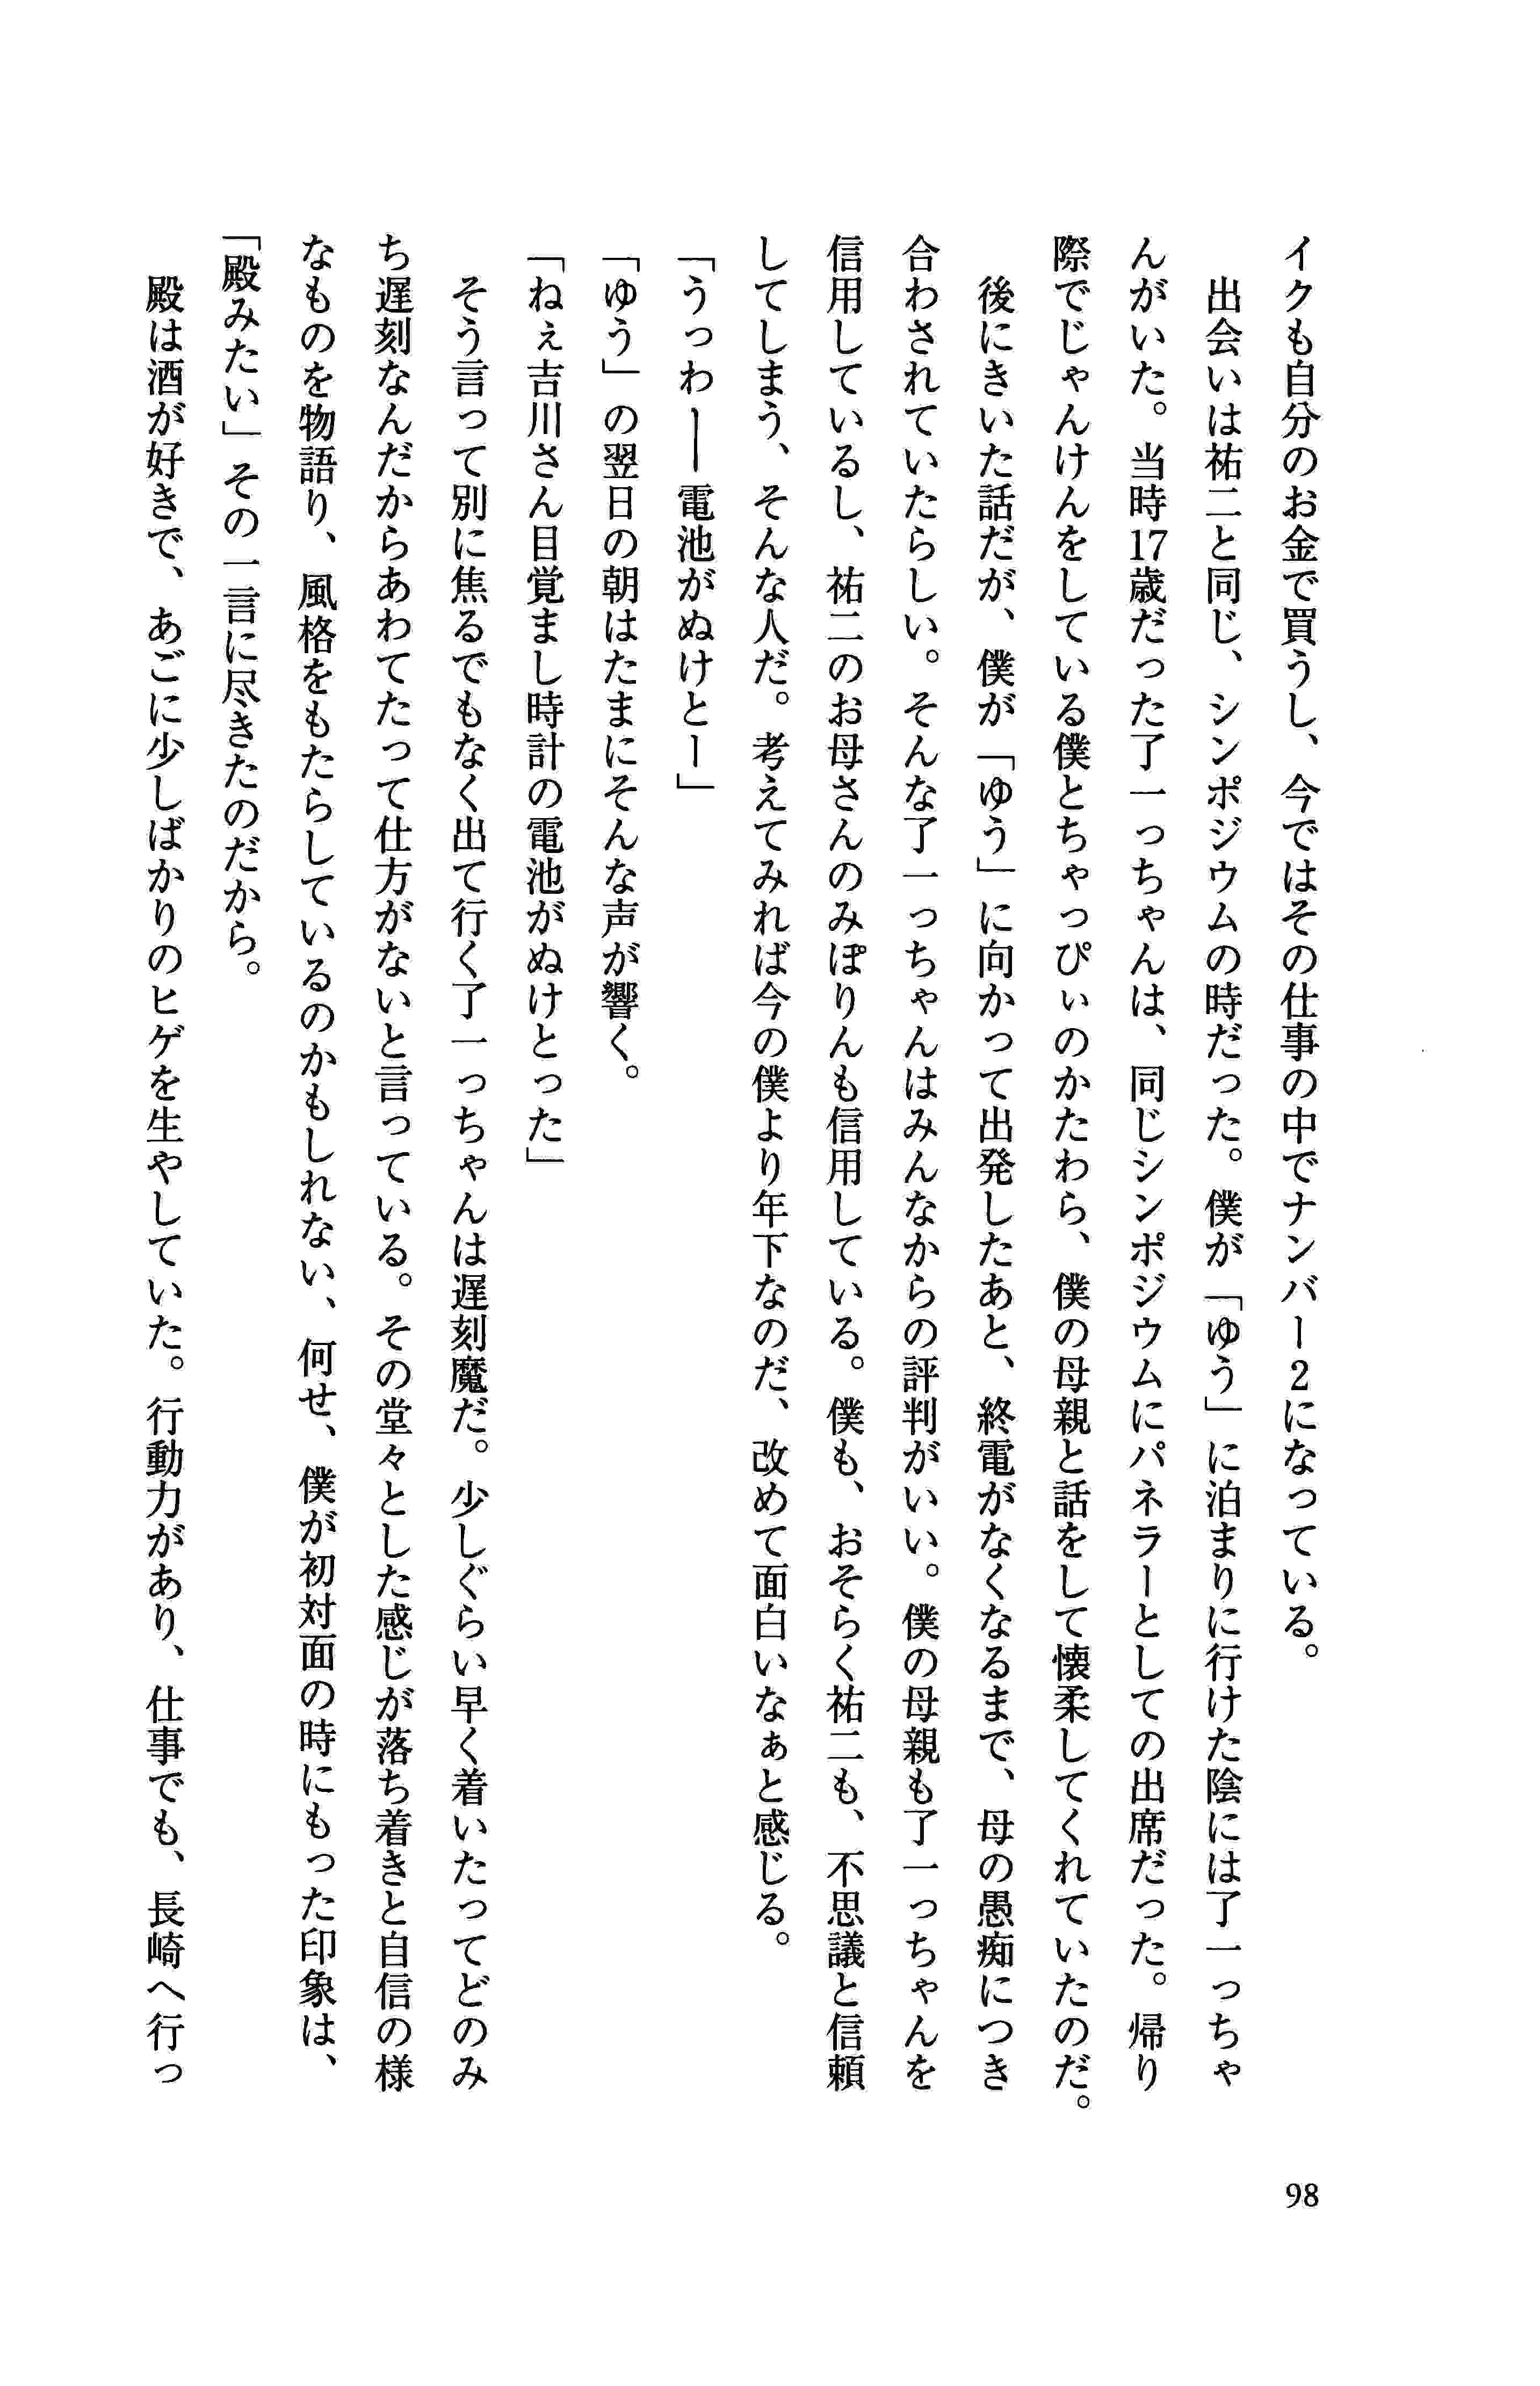 イクも自分のお金で買うし、今ではその仕事の中でナンバー2になっている。
出会いは祐二と同じ、シンポジウムの時だった。僕が「ゆう」に泊まりに行けた陰には了一っちゃ
んがいた。当時17歳だった了一っちゃんは、同じシンポジウムにパネラーとしての出席だった。帰り
際でじゃんけんをしている僕とちゃっぴぃのかたわら、僕の母親と話をして懐柔してくれていたのだ。
後にきいた話だが、僕が「ゆう」に向かって出発したあと、終電がなくなるまで、母の愚痴につき
合わされていたらしい。そんな了一っちゃんはみんなからの評判がいい。僕の母親も了一っちゃんを
信用しているし、祐二のお母さんのみぽりんも信用している。僕も、おそらく祐二も、不思議と信頼
してしまう、そんな人だ。考えてみれば今の僕より年下なのだ、改めて面白いなぁと感じる。
「うっわー──電池がぬけとー」
「ゆう」の翌日の朝はたまにそんな声が響く。
「ねぇ吉川さん目覚まし時計の電池がぬけとった」
そう言って別に焦るでもなく出て行く了一っちゃんは遅刻魔だ。少しぐらい早く着いたってどのみ
ち遅刻なんだからあわてたって仕方がないと言っている。その堂々とした感じが落ち着きと自信の様
なものを物語り、風格をもたらしているのかもしれない、何せ、僕が初対面の時にもった印象は、
「殿みたい」その一言に尽きたのだから。
殿は酒が好きで、あごに少しばかりのヒゲを生やしていた。行動力があり、仕事でも、長崎へ行っ
98